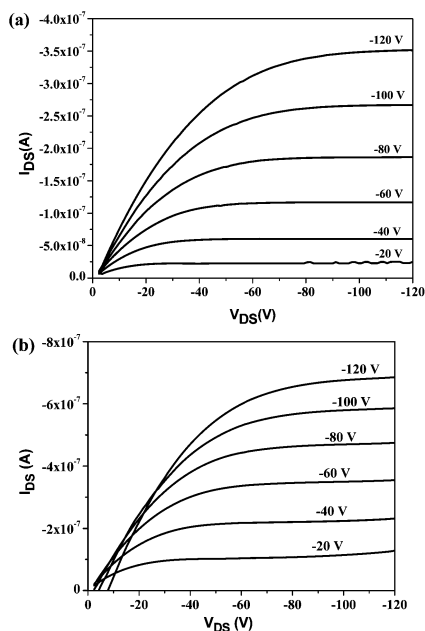 (a)
-4.0x10-7
-3.5x10-7
-3.0x10-7
-2.5x10-7
-2.0x10-7
-1.5x10-7
-1.0x10-7
-5.0x10-8
0.0
IDS(A)
-120 V
-100 V
-80 V
-60 V
-40 V
-20 V
0 -20 -40 -60 -80 -100 -120
VDS(V)
(b)
-8x10-7
-6x10-7
-4x10-7
-2x10-7
0
IDS (A)
-120 V
-100 V
-80 V
-60 V
-40 V
-20 V
0 -20 -40 -60 -80 -100 -120
VDS (V)